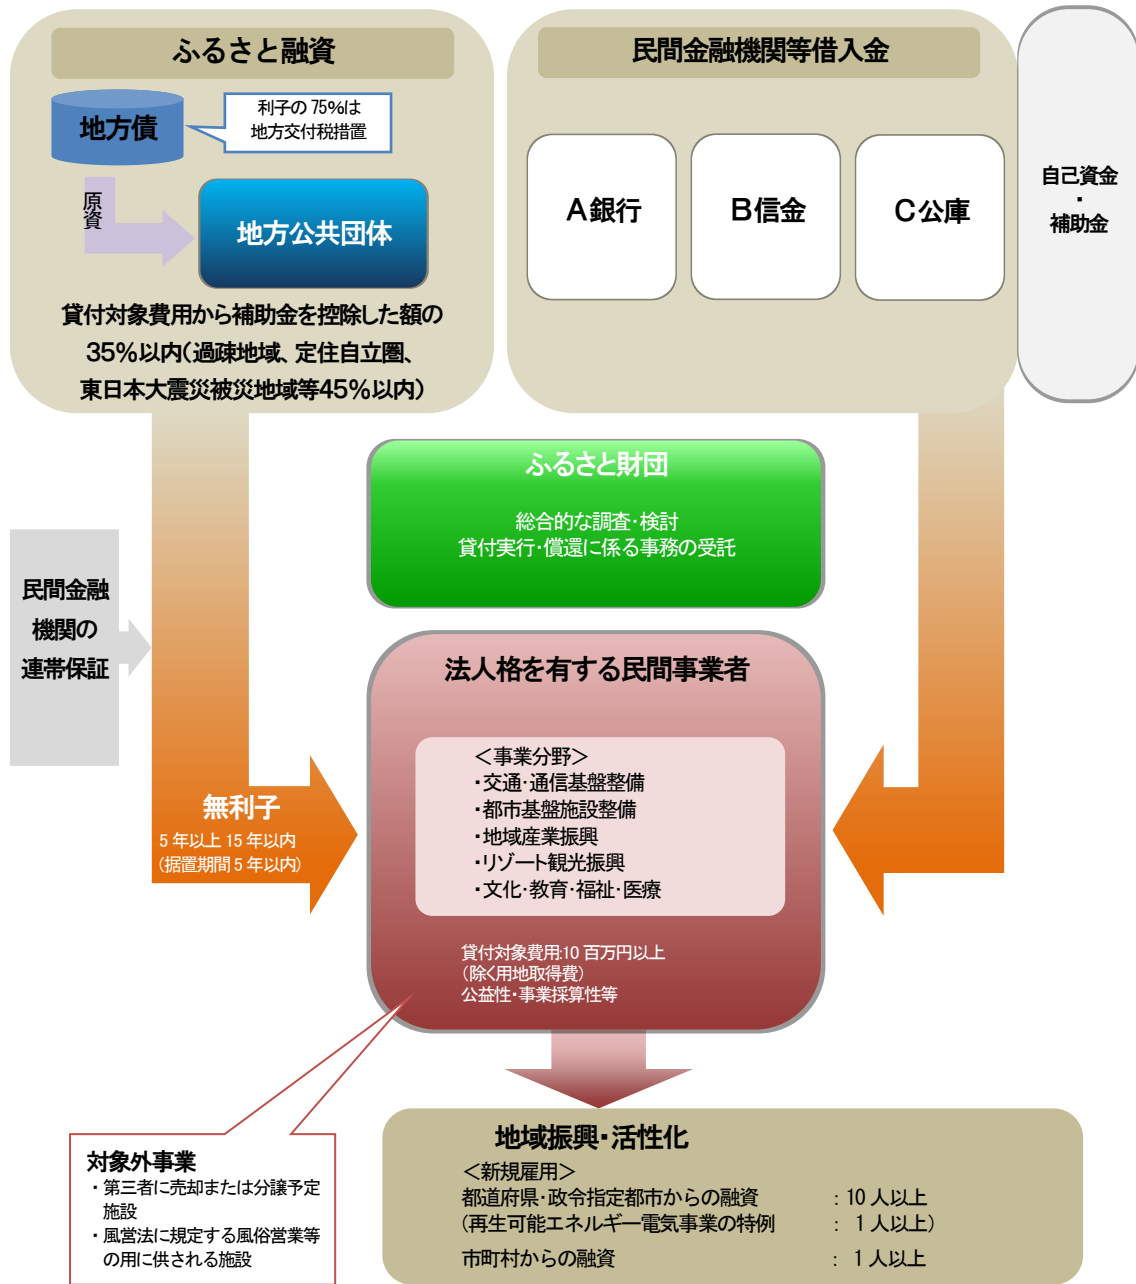 ふるさと融資
地方債
利子の 75%は
地方交付税措置
原資
地方公共団体
貸付対象費用から補助金を控除した額の
35%以内(過疎地域、定住自立圏、
東日本大震災被災地域等45%以内)
民間金融機関等借入金
A銀行
B信金
C公庫
自己資金
・
補助金
ふるさと財団
総合的な調査・検討
貸付実行・償還に係る事務の受託
民間金融
機関の
連帯保証
無利子
5 年以上 15 年以内
(据置期間 5 年以内)
法人格を有する民間事業者
<事業分野>
・交通・通信基盤整備
・都市基盤施設整備
・地域産業振興
・リゾート観光振興
・文化・教育・福祉・医療
貸付対象費用:10 百万円以上
(除く用地取得費)
公益性・事業採算性等
対象外事業
・第三者に売却または分譲予定
施設
・風営法に規定する風俗営業等
の用に供される施設
地域振興・活性化
<新規雇用>
都道府県・政令指定都市からの融資 : 10 人以上
(再生可能エネルギー電気事業の特例 : 1 人以上)
市町村からの融資 : 1 人以上